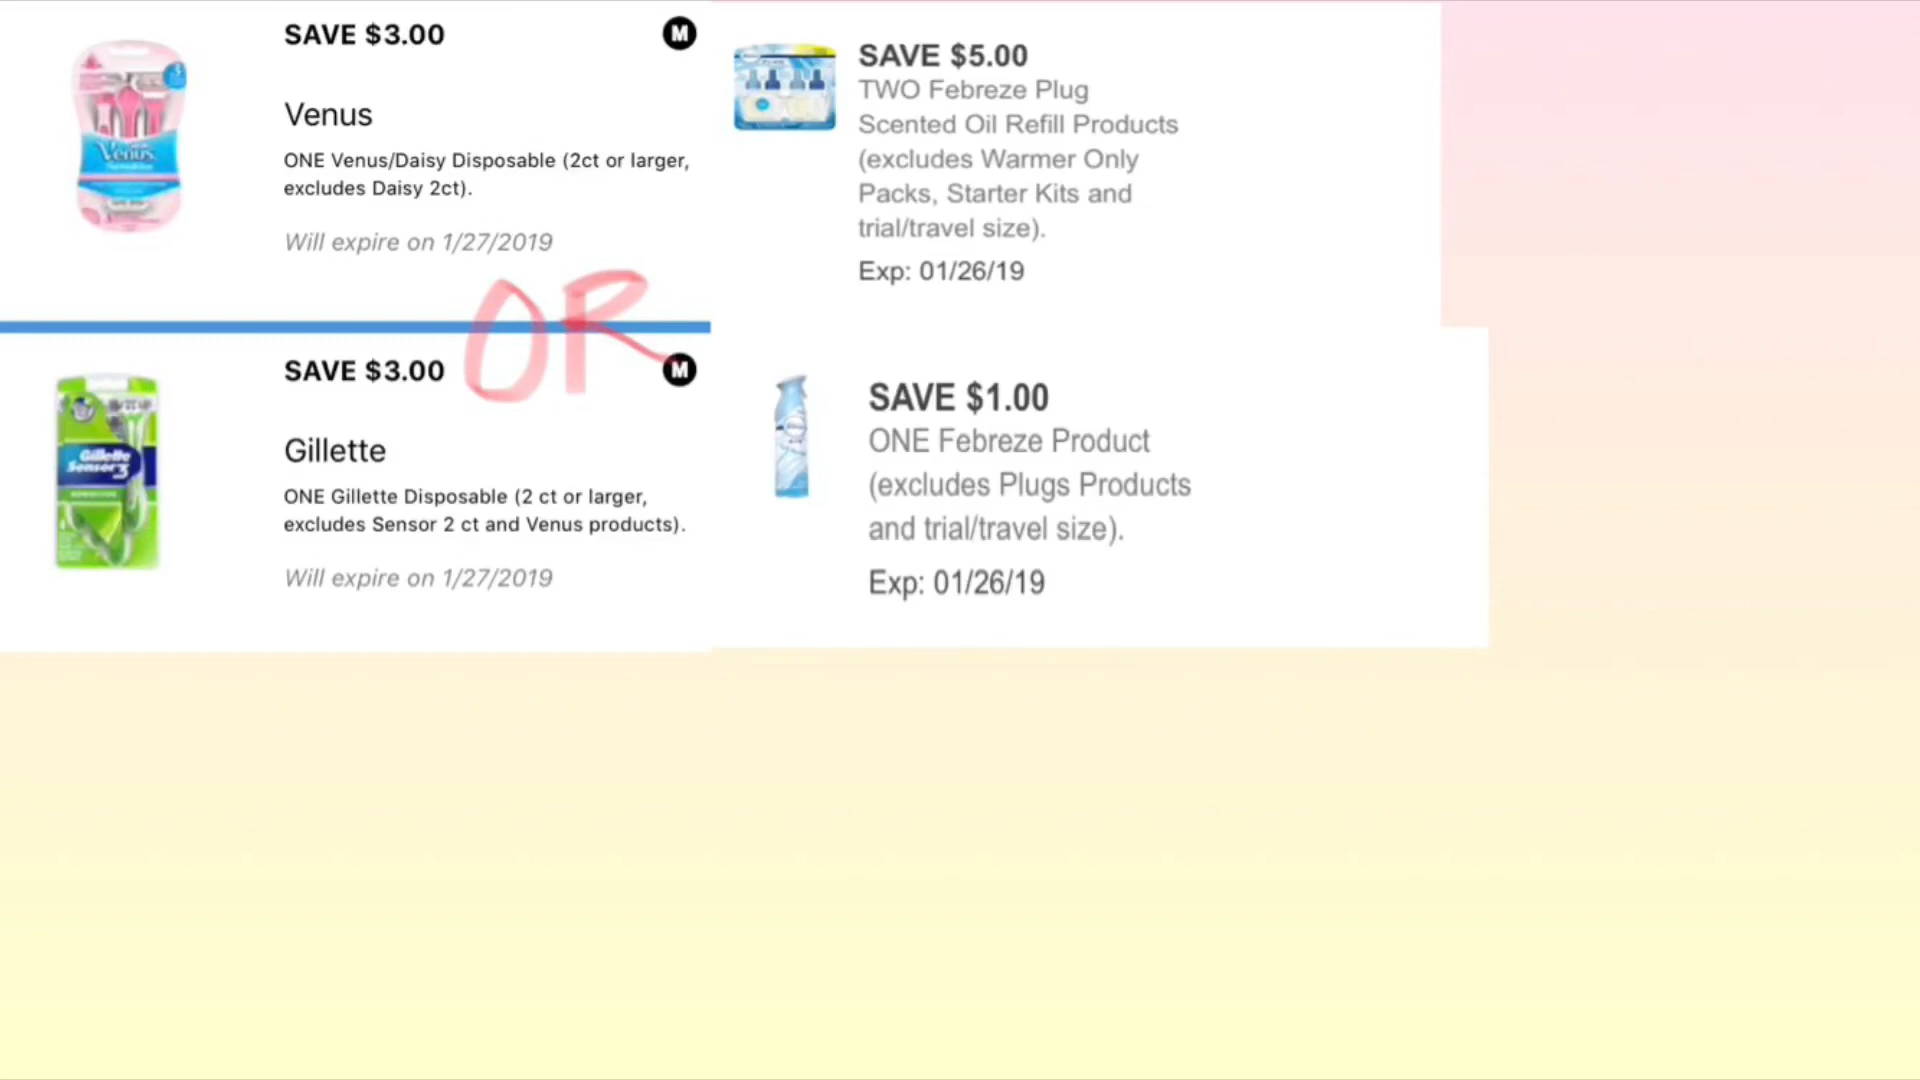 SAVE $3.00
M
Venus
Venus
ONE Venus/Daisy Disposable (2ct or larger,
excludes Daisy 2ct).
Will expire on 1/27/2019
OR
SAVE $3.00
M
Gillette
Sensor3
Gillette
ONE Gillette Disposable (2 ct or larger,
excludes Sensor 2 ct and Venus products).
Will expire on 1/27/2019
SAVE $5.00
TWO Febreze Plug
Scented Oil Refill Products
(excludes Warmer Only
Packs, Starter Kits and
trial/travel size).
Exp: 01/26/19
SAVE $1.00
ONE Febreze Product
(excludes Plugs Products
and trial/travel size).
Exp: 01/26/19